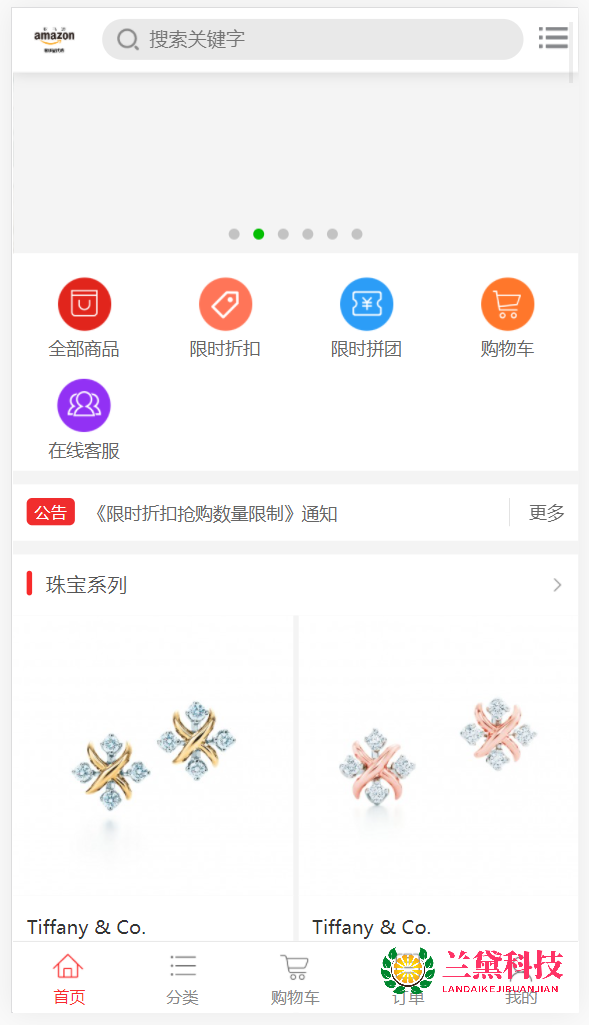 amazon
搜索关键字
全部商品
限时折扣
限时拼团
购物车
在线客服
公告
《限时折扣抢购数量限制》通知
更多
珠宝系列
Tiffany & Co.
Tiffany & Co.
首页
分类
购物车
订单
我的
兰黛科技
LANDAIKEJIBUANJIAN